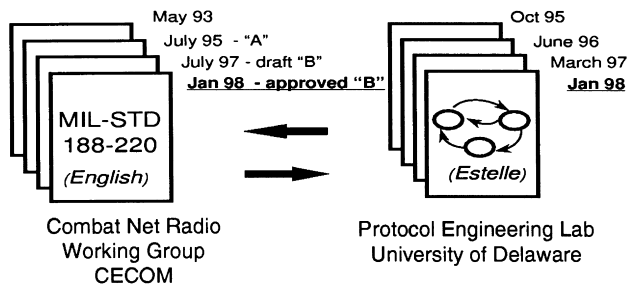 May 93
July 95 - "A"
July 97 - draft "B"
Jan 98 - approved "B"
MIL-STD
188-220
(English)
Combat Net Radio
Working Group
CECOM
Oct 95
June 96
March 97
Jan 98
(Estelle)
Protocol Engineering Lab
University of Delaware